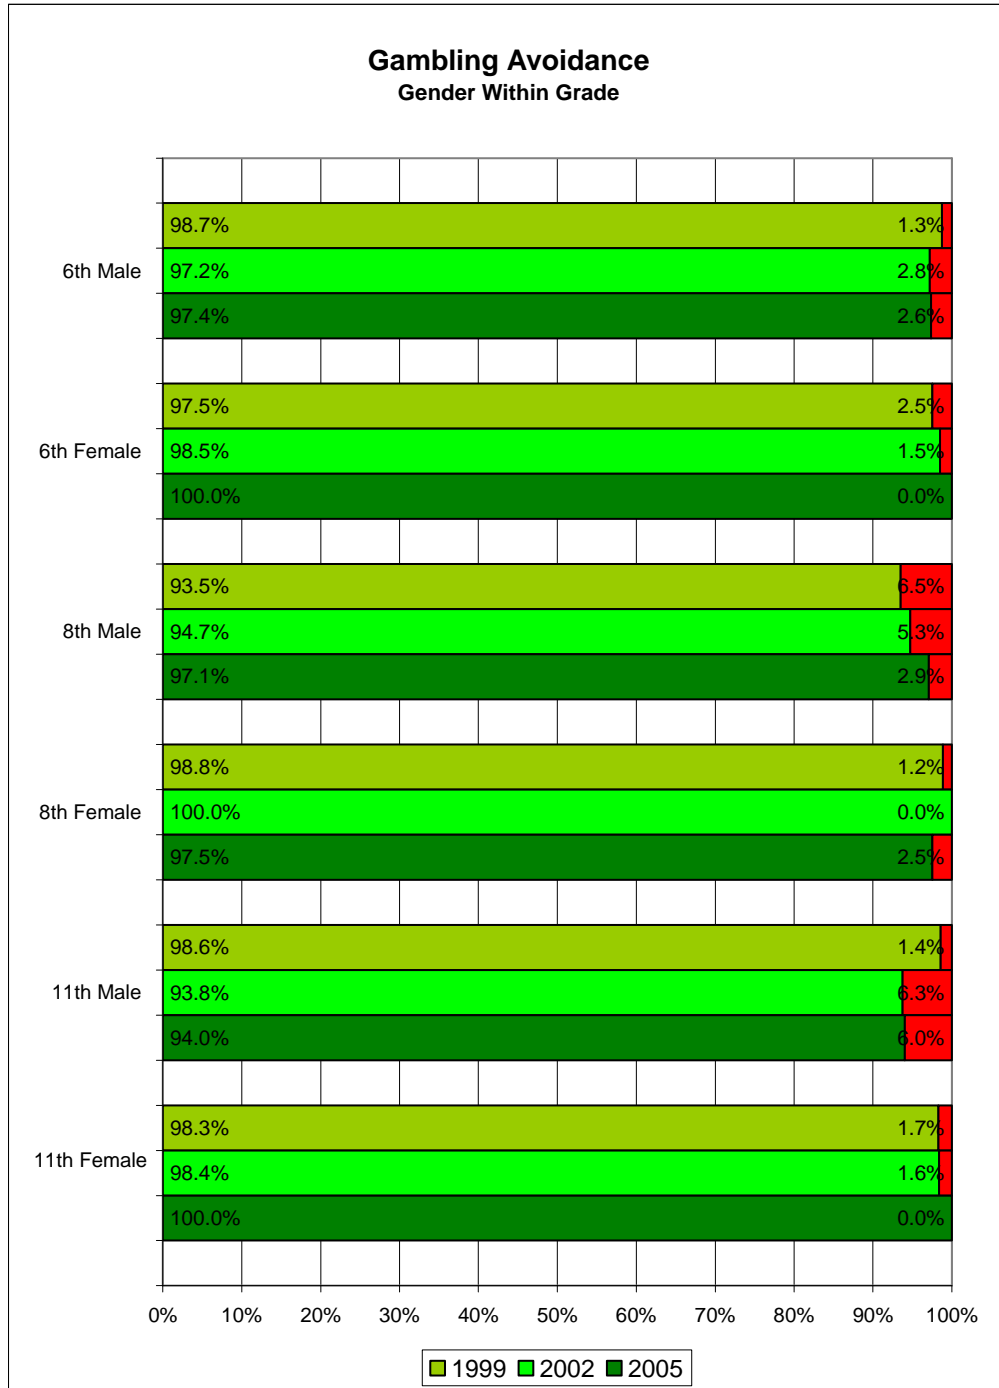 Gambling Avoidance
Gender Within Grade
98.7% 1.3%
6th Male 97.2% 2.8%
97.4% 2.6%
97.5% 2.5%
6th Female 98.5% 1.5%
100.0% 0.0%
93.5% 6.5%
8th Male 94.7% 5.3%
97.1% 2.9%
98.8% 1.2%
8th Female 100.0% 0.0%
97.5% 2.5%
98.6% 1.4%
11th Male 93.8% 6.3%
94.0% 6.0%
98.3% 1.7%
11th Female 98.4% 1.6%
100.0% 0.0%
0% 10% 20% 30% 40% 50% 60% 70% 80% 90% 100%
1999 2002 2005